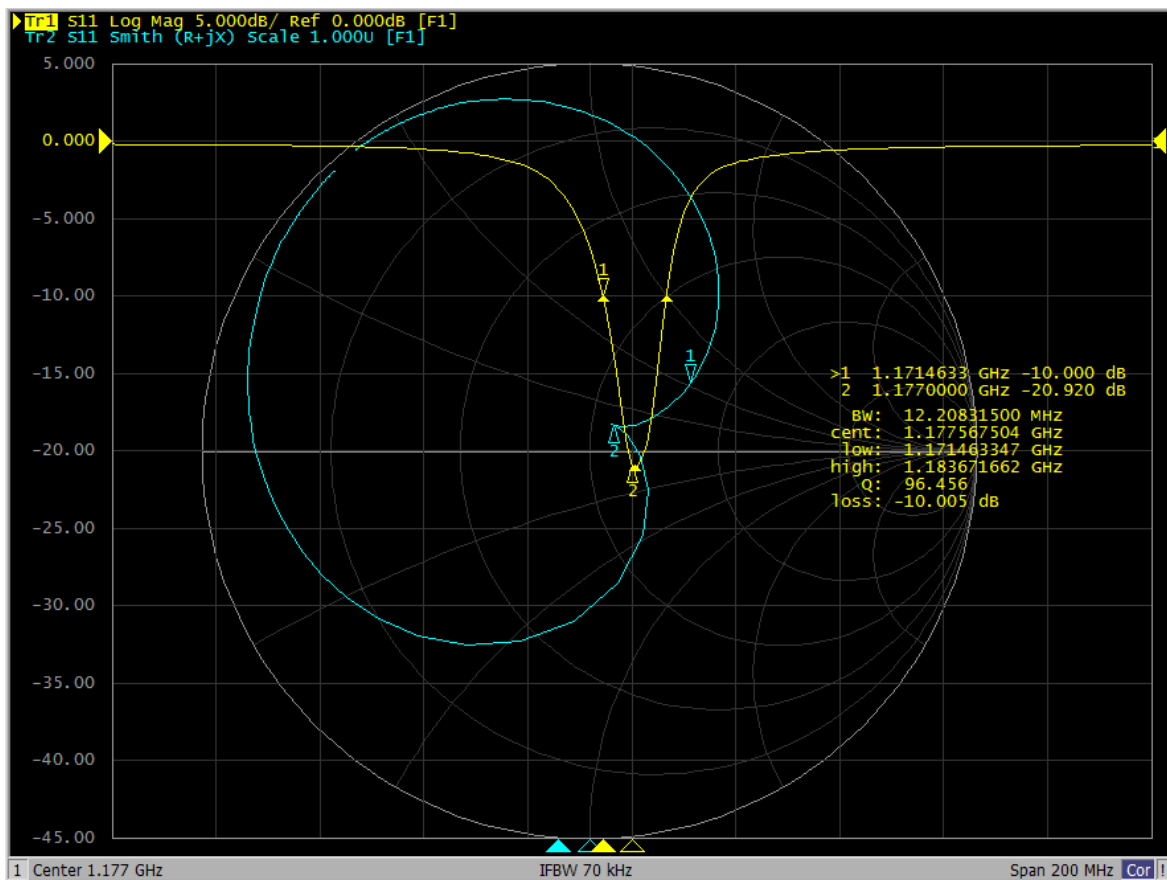 Tr1 S11 Log Mag 5.000dB/ Ref 0.000dB [F1]
Tr2 S11 Smith (R+jX) Scale 1.000U [F1]
5.000
0.000
-5.000
-10.00
-15.00
-20.00
-25.00
-30.00
-35.00
-40.00
-45.00
1
1
2
2
>1 1.1714633 GHz -10.000 dB
2 1.1770000 GHz -20.920 dB
BW: 12.20831500 MHz
cent: 1.177567504 GHz
low: 1.171463347 GHz
high: 1.183671662 GHz
Q: 96.456
loss: -10.005 dB
1 Center 1.177 GHz IFBW 70 kHz Span 200 MHz Cor !